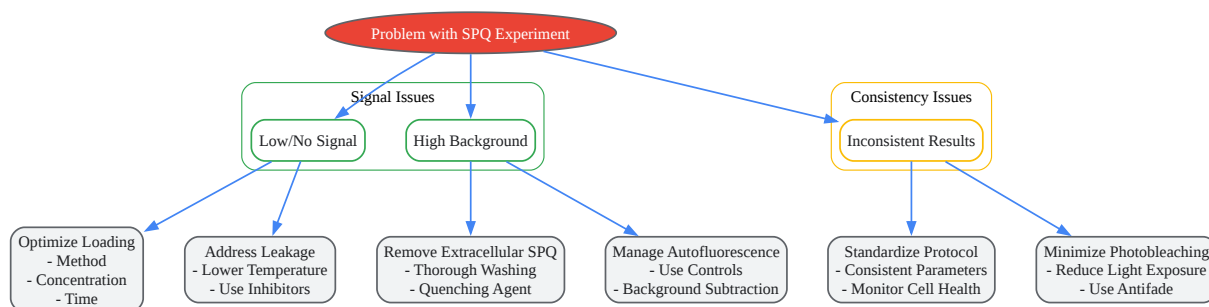 Problem with SPQ Experiment
Signal Issues
Consistency Issues
Low/No Signal
High Background
Inconsistent Results
Optimize Loading
- Method
- Concentration
- Time
Address Leakage
- Lower Temperature
- Use Inhibitors
Remove Extracellular SPQ
- Thorough Washing
- Quenching Agent
Manage Autofluorescence
- Use Controls
- Background Subtraction
Standardize Protocol
- Consistent Parameters
- Monitor Cell Health
Minimize Photobleaching
- Reduce Light Exposure
- Use Antifade